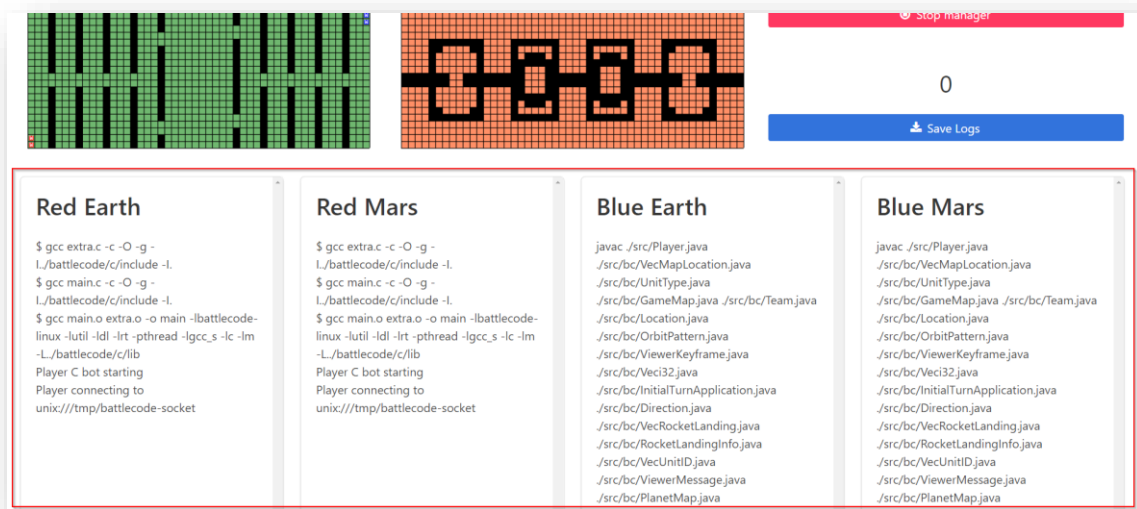 Stop manager
0
Save Logs
Red Earth
$ gcc extra.c -c -O -g -
I../battlecode/c/include -I.
$ gcc main.c -c -O -g -
I../battlecode/c/include -I.
$ gcc main.o extra.o -o main -lbattlecode-
linux -lutil -ldl -lrt -pthread -lgcc_s -lc -lm
-L../battlecode/c/lib
Player C bot starting
Player connecting to
unix:///tmp/battlecode-socket
Red Mars
$ gcc extra.c -c -O -g -
I../battlecode/c/include -I.
$ gcc main.c -c -O -g -
I../battlecode/c/include -I.
$ gcc main.o extra.o -o main -lbattlecode-
linux -lutil -ldl -lrt -pthread -lgcc_s -lc -lm
-L../battlecode/c/lib
Player C bot starting
Player connecting to
unix:///tmp/battlecode-socket
Blue Earth
javac ./src/Player.java
./src/bc/VecMapLocation.java
./src/bc/UnitType.java
./src/bc/GameMap.java ./src/bc/Team.java
./src/bc/Location.java
./src/bc/OrbitPattern.java
./src/bc/ViewerKeyframe.java
./src/bc/Veci32.java
./src/bc/InitialTurnApplication.java
./src/bc/Direction.java
./src/bc/VecRocketLanding.java
./src/bc/RocketLandingInfo.java
./src/bc/VecUnitID.java
./src/bc/ViewerMessage.java
./src/bc/PlanetMap.java
Blue Mars
javac ./src/Player.java
./src/bc/VecMapLocation.java
./src/bc/UnitType.java
./src/bc/GameMap.java ./src/bc/Team.java
./src/bc/Location.java
./src/bc/OrbitPattern.java
./src/bc/ViewerKeyframe.java
./src/bc/Veci32.java
./src/bc/InitialTurnApplication.java
./src/bc/Direction.java
./src/bc/VecRocketLanding.java
./src/bc/RocketLandingInfo.java
./src/bc/VecUnitID.java
./src/bc/ViewerMessage.java
./src/bc/PlanetMap.java